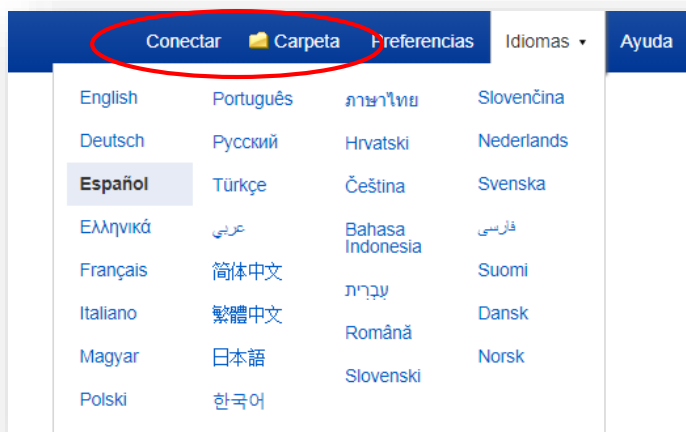 Conectar Carpeta Preferencias Idiomas Ayuda
English
Deutsch
Español
Ελληνικά
Français
Italiano
Magyar
Polski
Português
Русский
Türkçe
عربي
简体中文
繁體中文
日本語
한국어
ภาษาไทย
Hrvatski
Čeština
Bahasa
Indonesia
עִבְרִית
Română
Slovenski
Slovenčina
Nederlands
Svenska
فارسی
Suomi
Dansk
Norsk